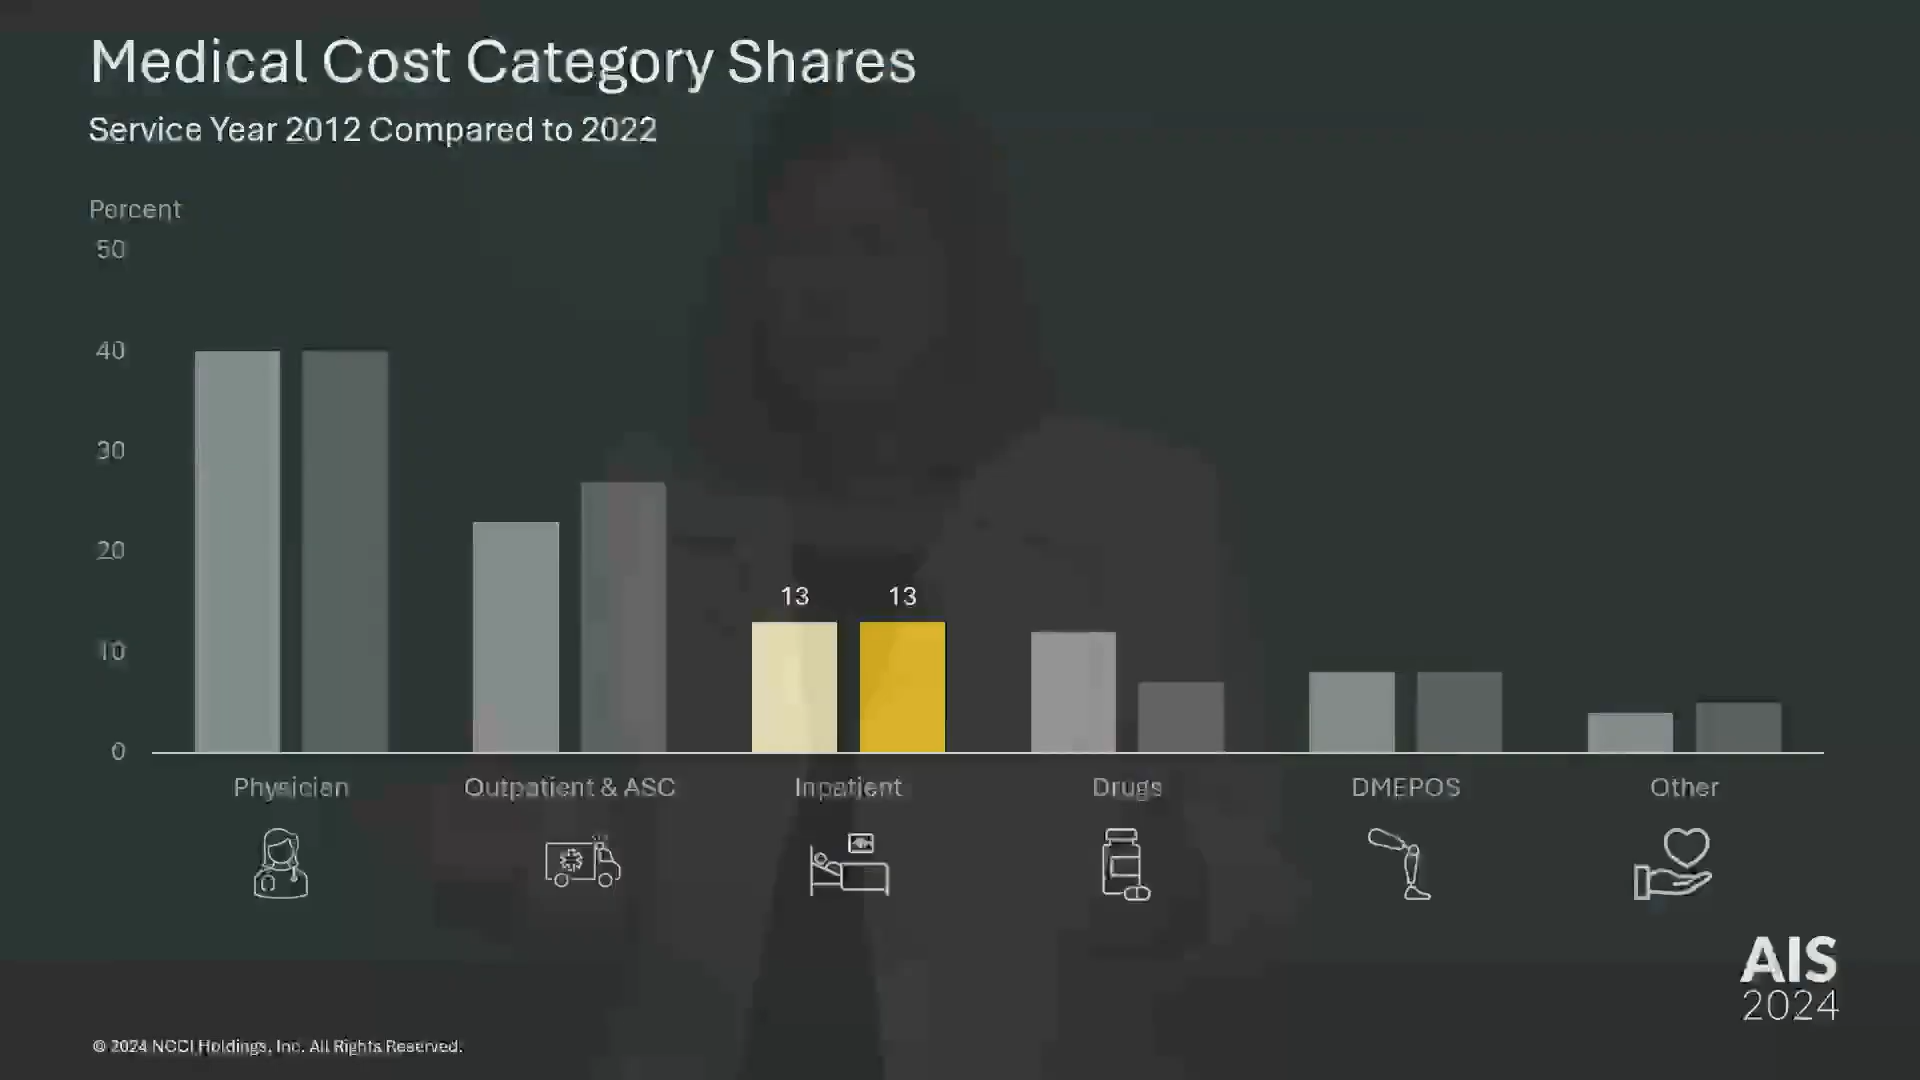 Medical Cost Category Shares
Service Year 2012 Compared to 2022
Percent
50
40
30
20
10
0
13 13
Physician Outpatient & ASC Inpatient Drugs DMEPOS Other
AIS
2024
© 2024 NCCI Holdings, Inc. All Rights Reserved.